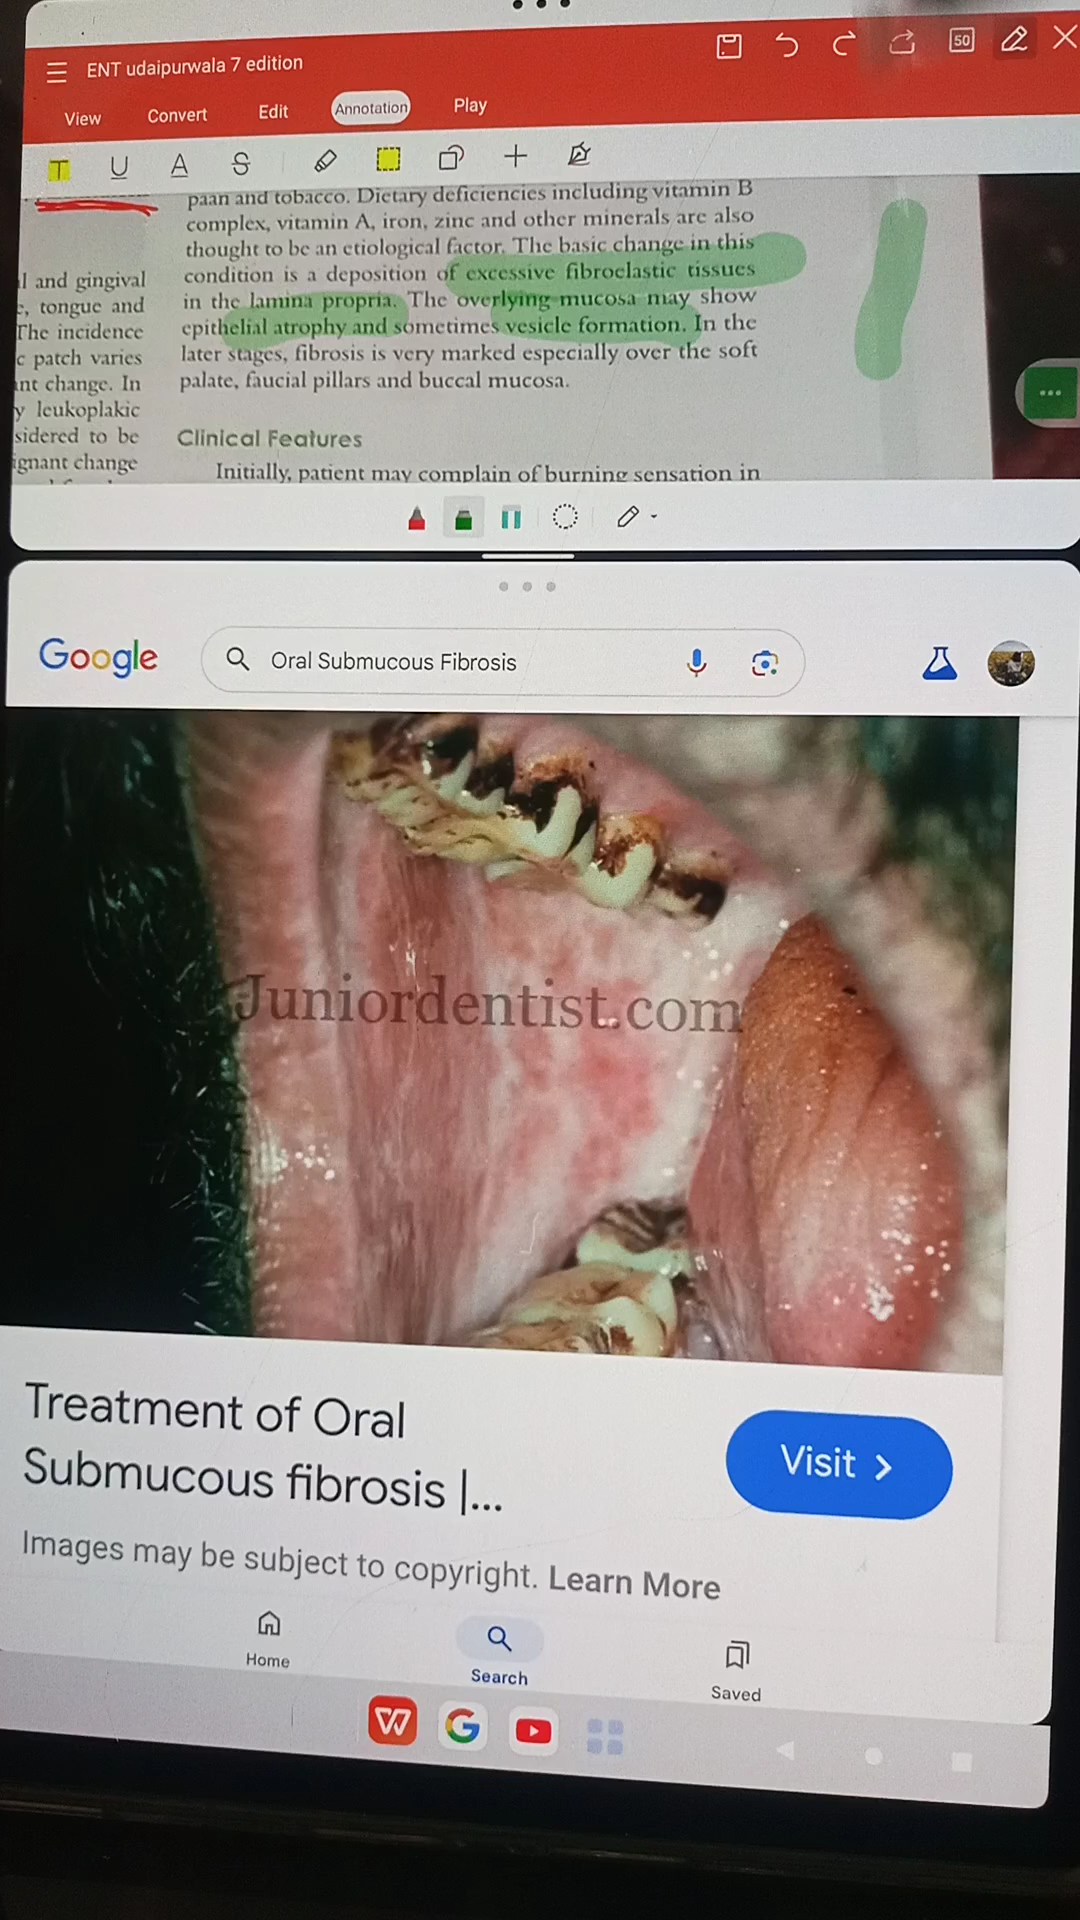 ENT udaipurwala 7 edition
50
View Convert Edit Annotation Play
T U A S
paan and tobacco. Dietary deficiencies including vitamin B
complex, vitamin A, iron, zinc and other minerals are also
thought to be an etiological factor. The basic change in this
condition is a deposition of excessive fibroelastic tissues
in the lamina propria. The overlying mucosa may show
epithelial atrophy and sometimes vesicle formation. In the
later stages, fibrosis is very marked especially over the soft
palate, faucial pillars and buccal mucosa.
Clinical Features
Initially, patient may complain of burning sensation in
and gingival
tongue and
The incidence
patch varies
change. In
leukoplakic
to be
change
Google
Oral Submucous Fibrosis
Juniordentist.com
Treatment of Oral
Submucous fibrosis |...
Visit >
Images may be subject to copyright. Learn More
Home
Search
Saved